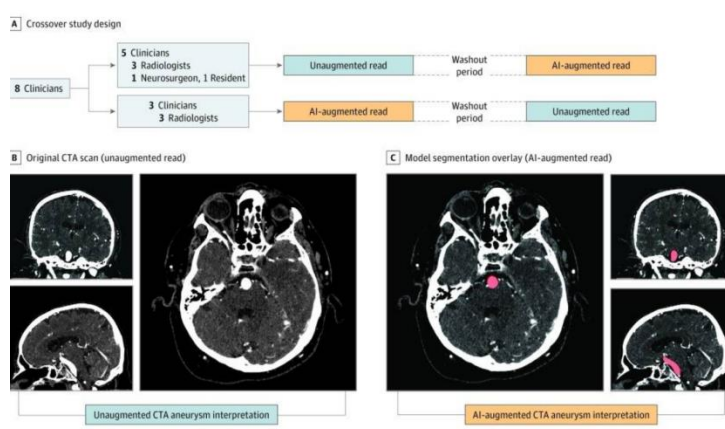 A Crossover study design
8 Clinicians
5 Clinicians
3 Radiologists
1 Neurosurgeon, 1 Resident
Unaugmented read
Washout
period
AI-augmented read
3 Clinicians
3 Radiologists
AI-augmented read
Washout
period
Unaugmented read
B Original CTA scan (unaugmented read)
C Model segmentation overlay (AI-augmented read)
Unaugmented CTA aneurysm interpretation
AI-augmented CTA aneurysm interpretation